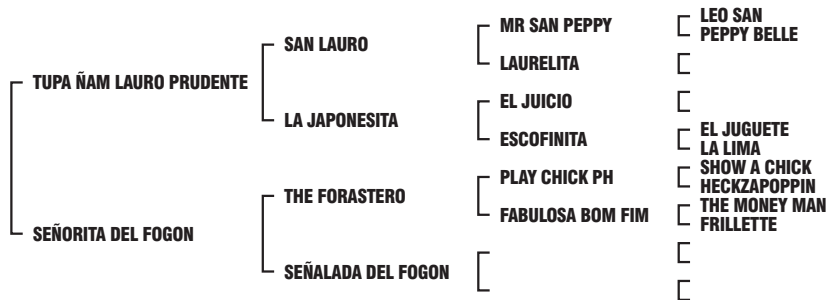 LEO SAN
MR SAN PEPPY
PEPPY BELLE
SAN LAURO
LAURELITA
TUPA ÑAM LAURO PRUDENTE
EL JUICIO
LA JAPONESITA
EL JUGUETE
ESCOFINITA
LA LIMA
SHOW A CHICK
PLAY CHICK PH
HECKZAPOPPIN
THE FORASTERO
THE MONEY MAN
FABULOSA BOM FIM
FRILLETTE
SEÑORITA DEL FOGON
SEÑALADA DEL FOGON